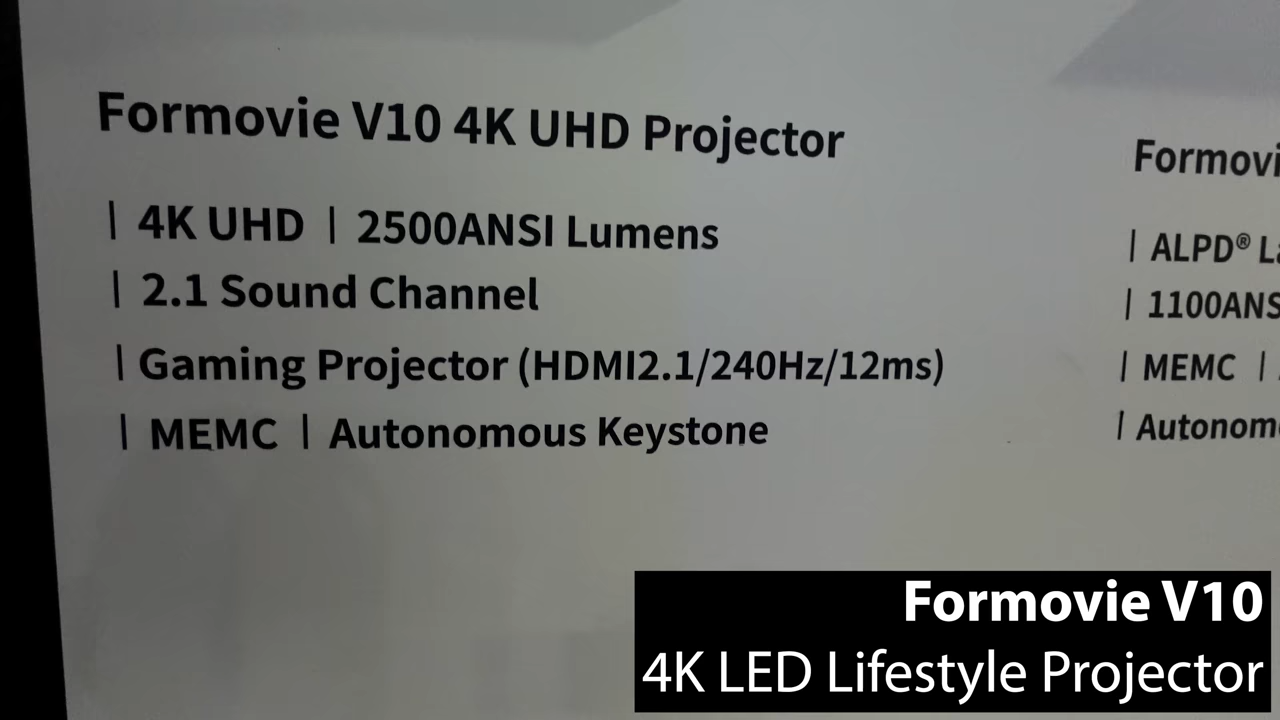 Formovie V10 4K UHD Projector
| 4K UHD | 2500ANSI Lumens
| 2.1 Sound Channel
| Gaming Projector (HDMI2.1/240Hz/12ms)
| MEMC | Autonomous Keystone
| ALPD®
| MEMC |
Formovie V10
4K LED Lifestyle Projector